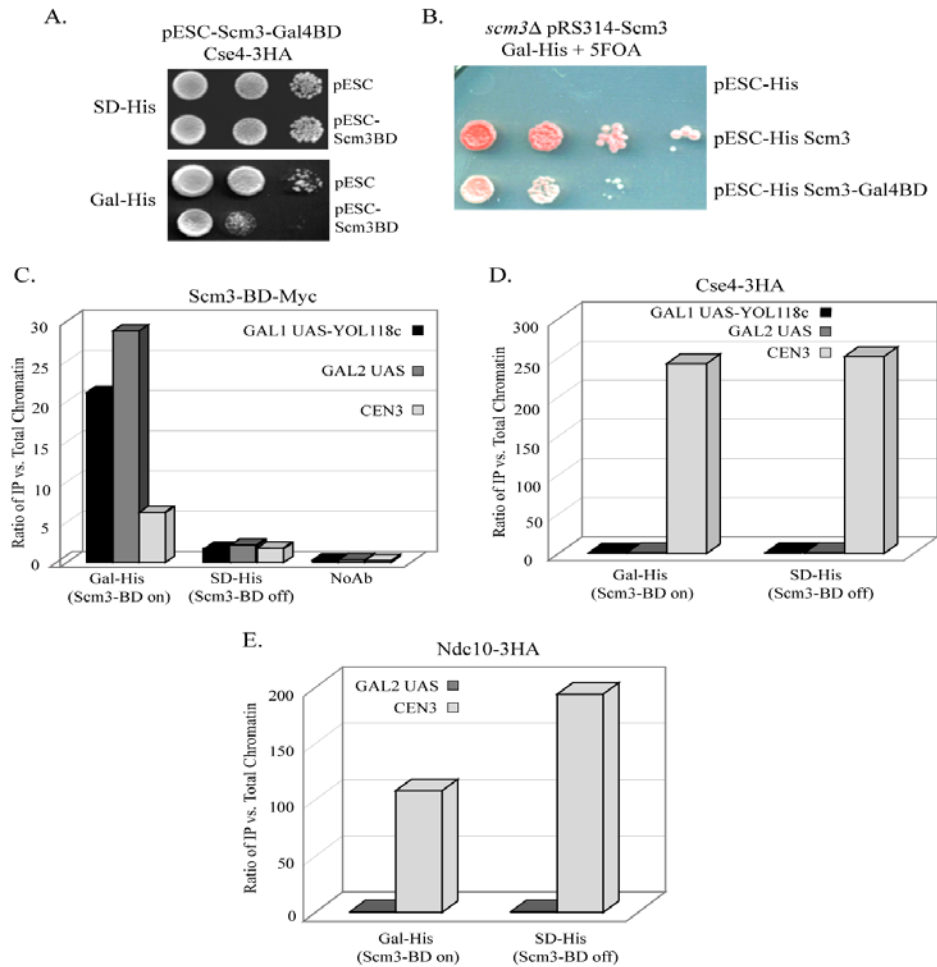 A.
pESC-Scm3-Gal4BD
Cse4-3HA
SD-His
pESC
pESC-
Scm3BD
Gal-His
pESC
pESC-
Scm3BD
B.
scm3Δ pRS314-Scm3
Gal-His + 5FOA
pESC-His
pESC-His Scm3
pESC-His Scm3-Gal4BD
C.
Scm3-BD-Myc
Ratio of IP vs. Total Chromatin
30
25
20
15
10
5
0
GAL1 UAS-YOL118c
GAL2 UAS
CEN3
Gal-His
(Scm3-BD on)
SD-His
(Scm3-BD off)
NoAb
D.
Cse4-3HA
Ratio of IP vs. Total Chromatin
300
250
200
150
100
50
0
GAL1 UAS-YOL118c
GAL2 UAS
CEN3
Gal-His
(Scm3-BD on)
SD-His
(Scm3-BD off)
E.
Ndc10-3HA
Ratio of IP vs. Total Chromatin
200
150
100
50
0
GAL2 UAS
CEN3
Gal-His
(Scm3-BD on)
SD-His
(Scm3-BD off)